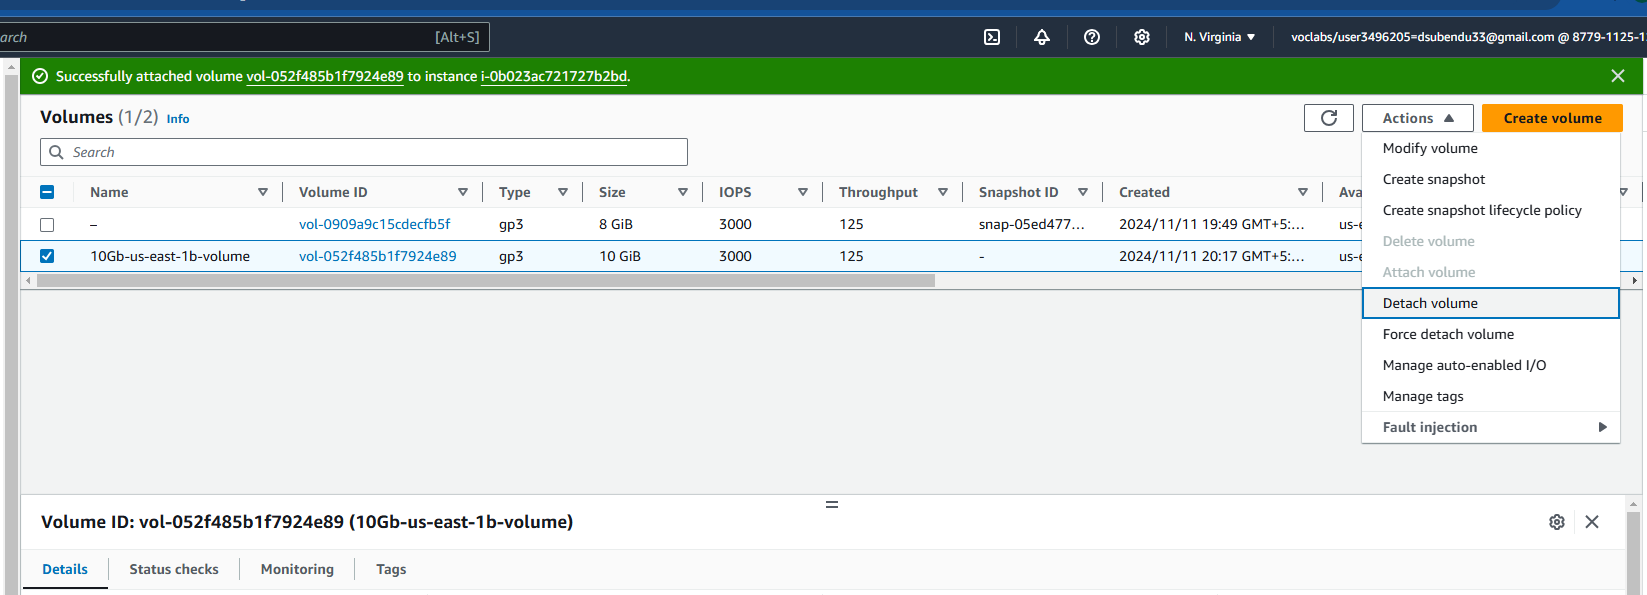 arch [Alt+S] N. Virginia voclabs/user3496205=dsubendu33@gmail.com @ 8779-1125-1
Successfully attached volume vol-052f485b1f7924e89 to instance i-0b023ac721727b2bd.
Volumes (1/2) Info Actions Create volume
Search
Name Volume ID Type Size IOPS Throughput Snapshot ID Created Ava
– vol-0909a9c15cdecfb5f gp3 8 GiB 3000 125 snap-05ed477... 2024/11/11 19:49 GMT+5:... us-e
10Gb-us-east-1b-volume vol-052f485b1f7924e89 gp3 10 GiB 3000 125 - 2024/11/11 20:17 GMT+5:... us-e
Modify volume
Create snapshot
Create snapshot lifecycle policy
Delete volume
Attach volume
Detach volume
Force detach volume
Manage auto-enabled I/O
Manage tags
Fault injection
Volume ID: vol-052f485b1f7924e89 (10Gb-us-east-1b-volume)
Details Status checks Monitoring Tags